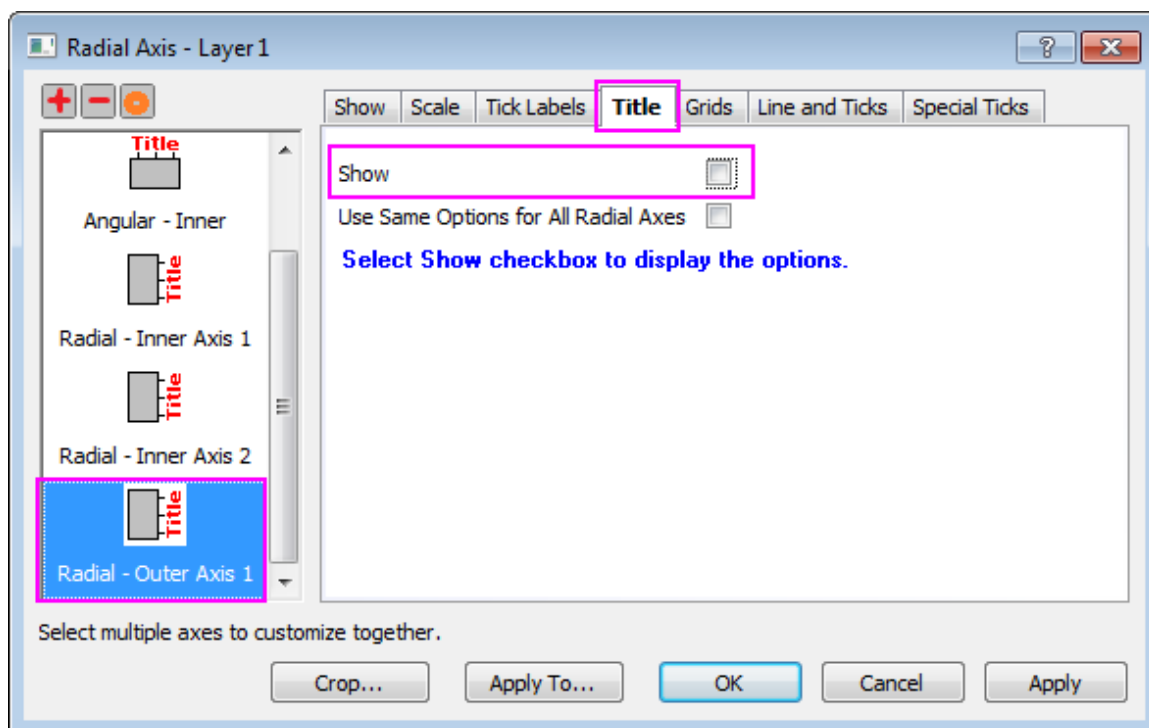 Radial Axis - Layer 1
Show Scale Tick Labels Title Grids Line and Ticks Special Ticks
Title
Angular - Inner
Title
Radial - Inner Axis 1
Title
Radial - Inner Axis 2
Title
Radial - Outer Axis 1
Show
Use Same Options for All Radial Axes
Select Show checkbox to display the options.
Select multiple axes to customize together.
Crop... Apply To... OK Cancel Apply